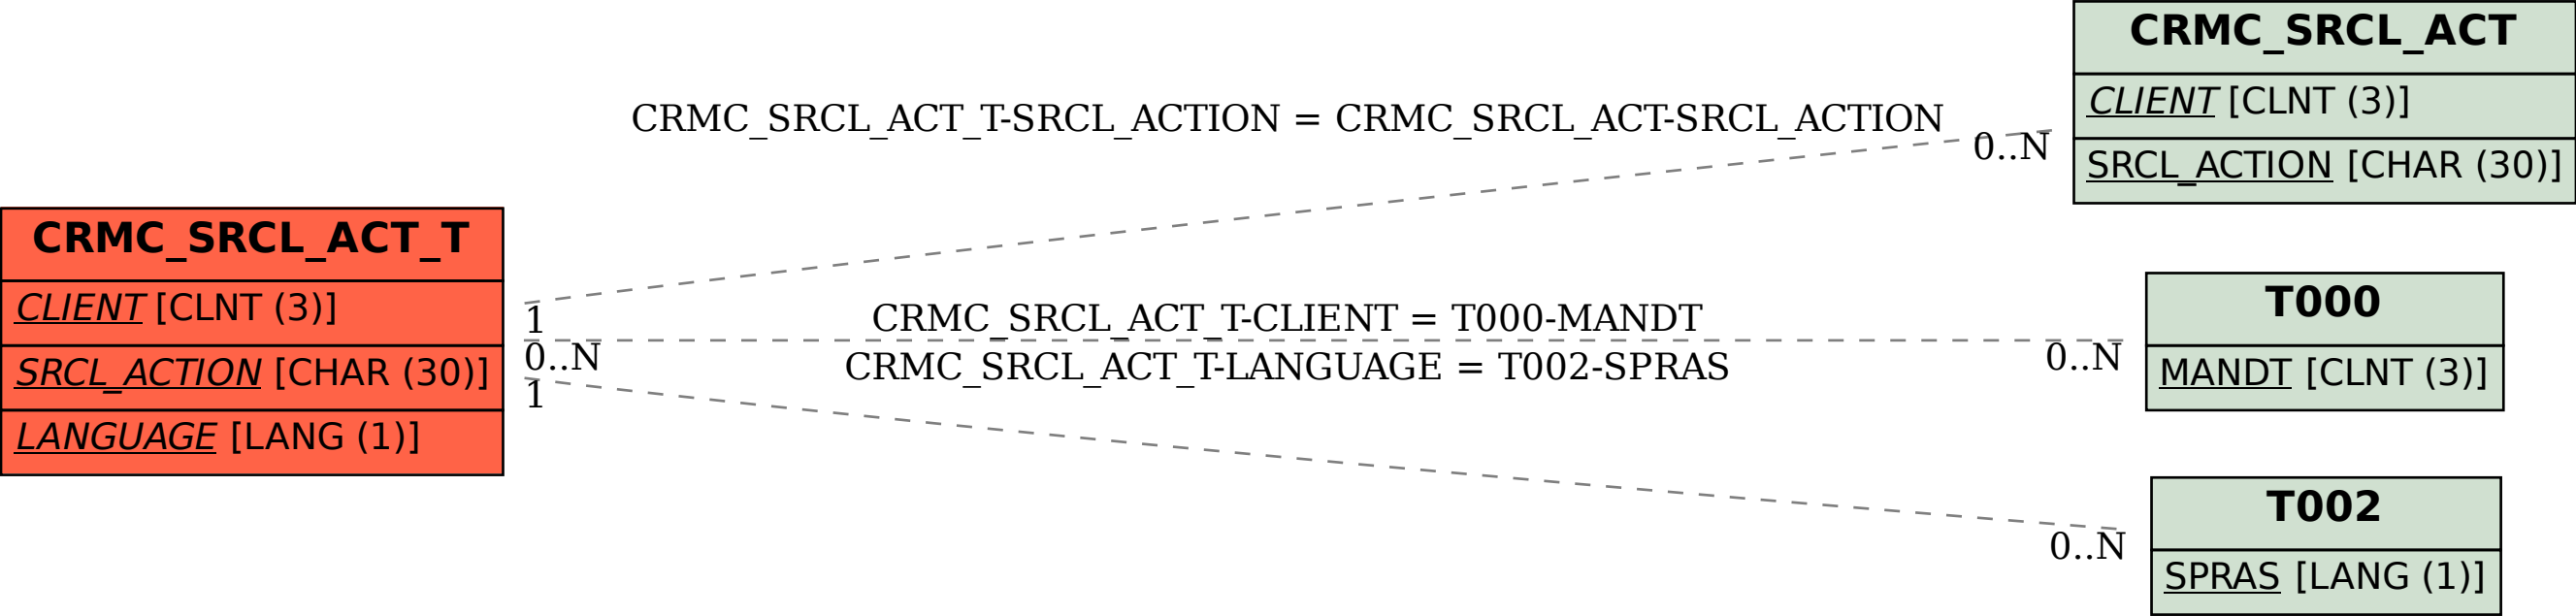 CRMC_SRCL_ACT
CLIENT [CLNT (3)]
SRCL_ACTION [CHAR (30)]
CRMC_SRCL_ACT_T-SRCL_ACTION = CRMC_SRCL_ACT-SRCL_ACTION
0..N
CRMC_SRCL_ACT_T
CLIENT [CLNT (3)]
SRCL_ACTION [CHAR (30)]
LANGUAGE [LANG (1)]
1
0..N
1
CRMC_SRCL_ACT_T-CLIENT = T000-MANDT
CRMC_SRCL_ACT_T-LANGUAGE = T002-SPRAS
0..N
T000
MANDT [CLNT (3)]
0..N
T002
SPRAS [LANG (1)]